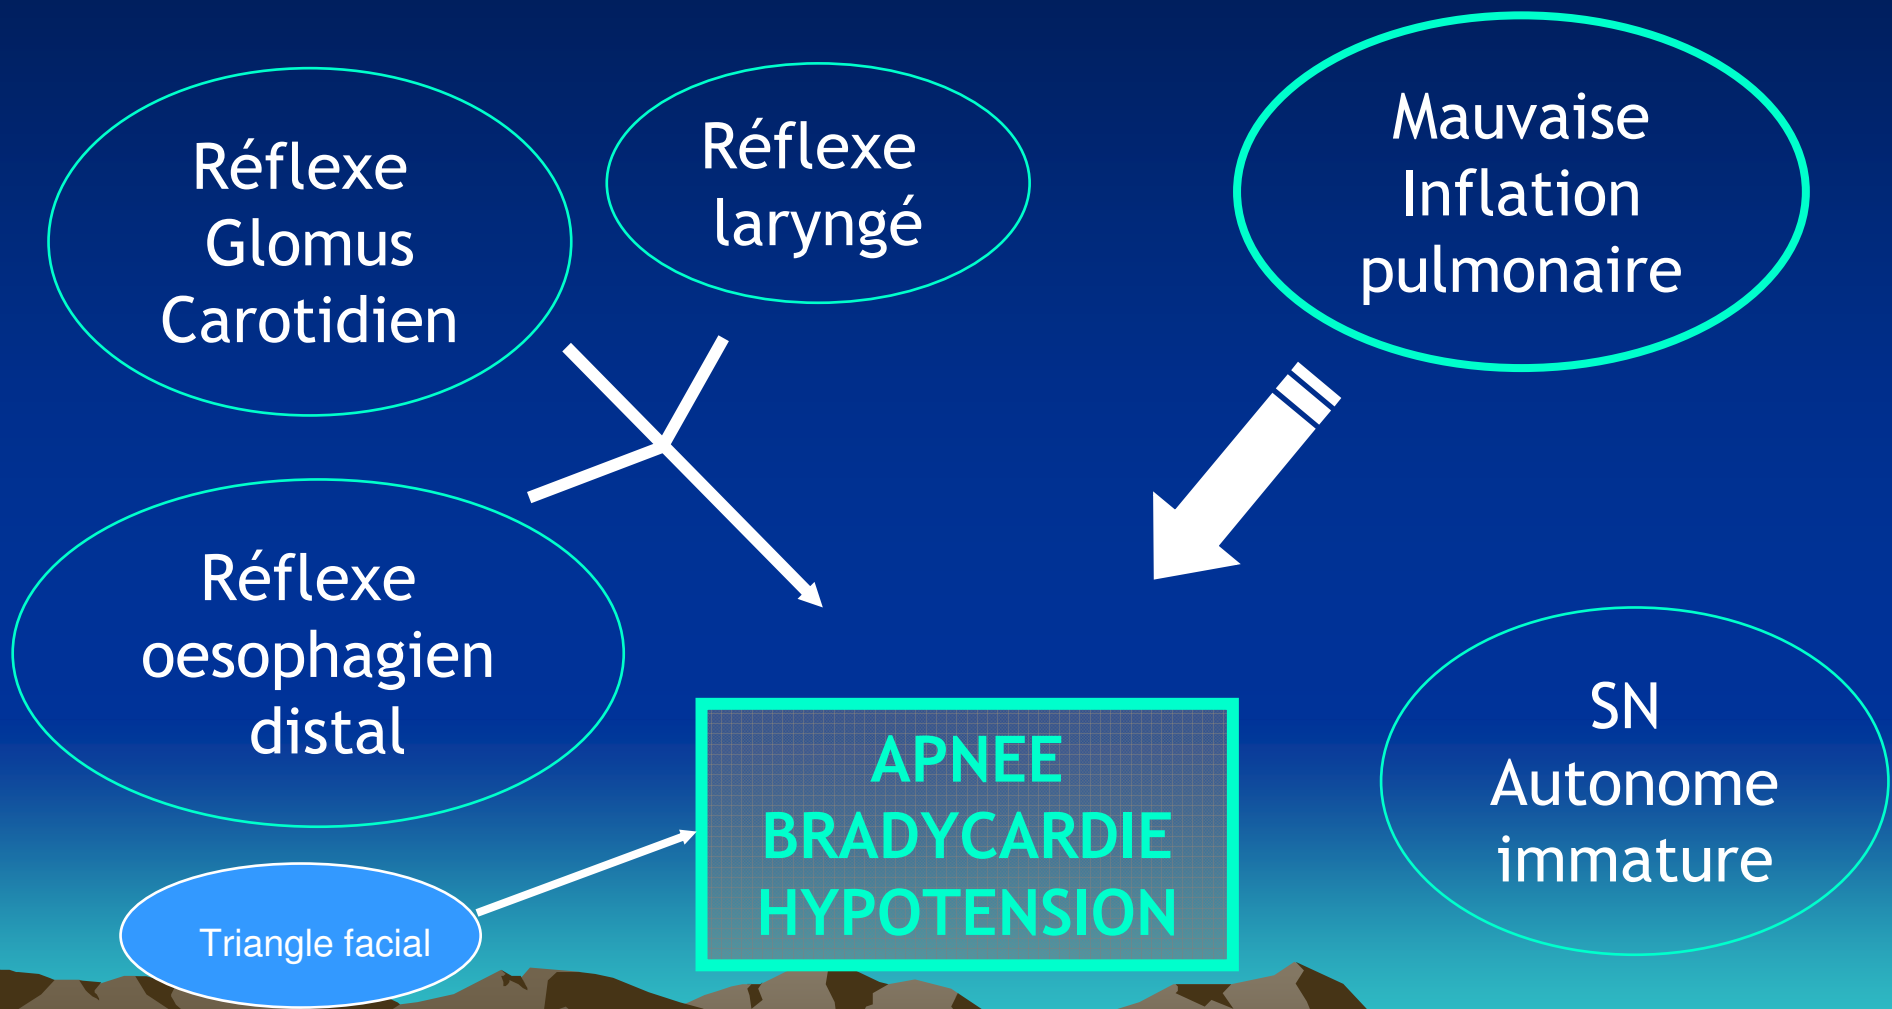 Réflexe
Glomus
Carotidien
Réflexe
laryngé
Mauvaise
Inflation
pulmonaire
Réflexe
oesophagien
distal
APNEE
BRADYCARDIE
HYPOTENSION
SN
Autonome
immature
Triangle facial